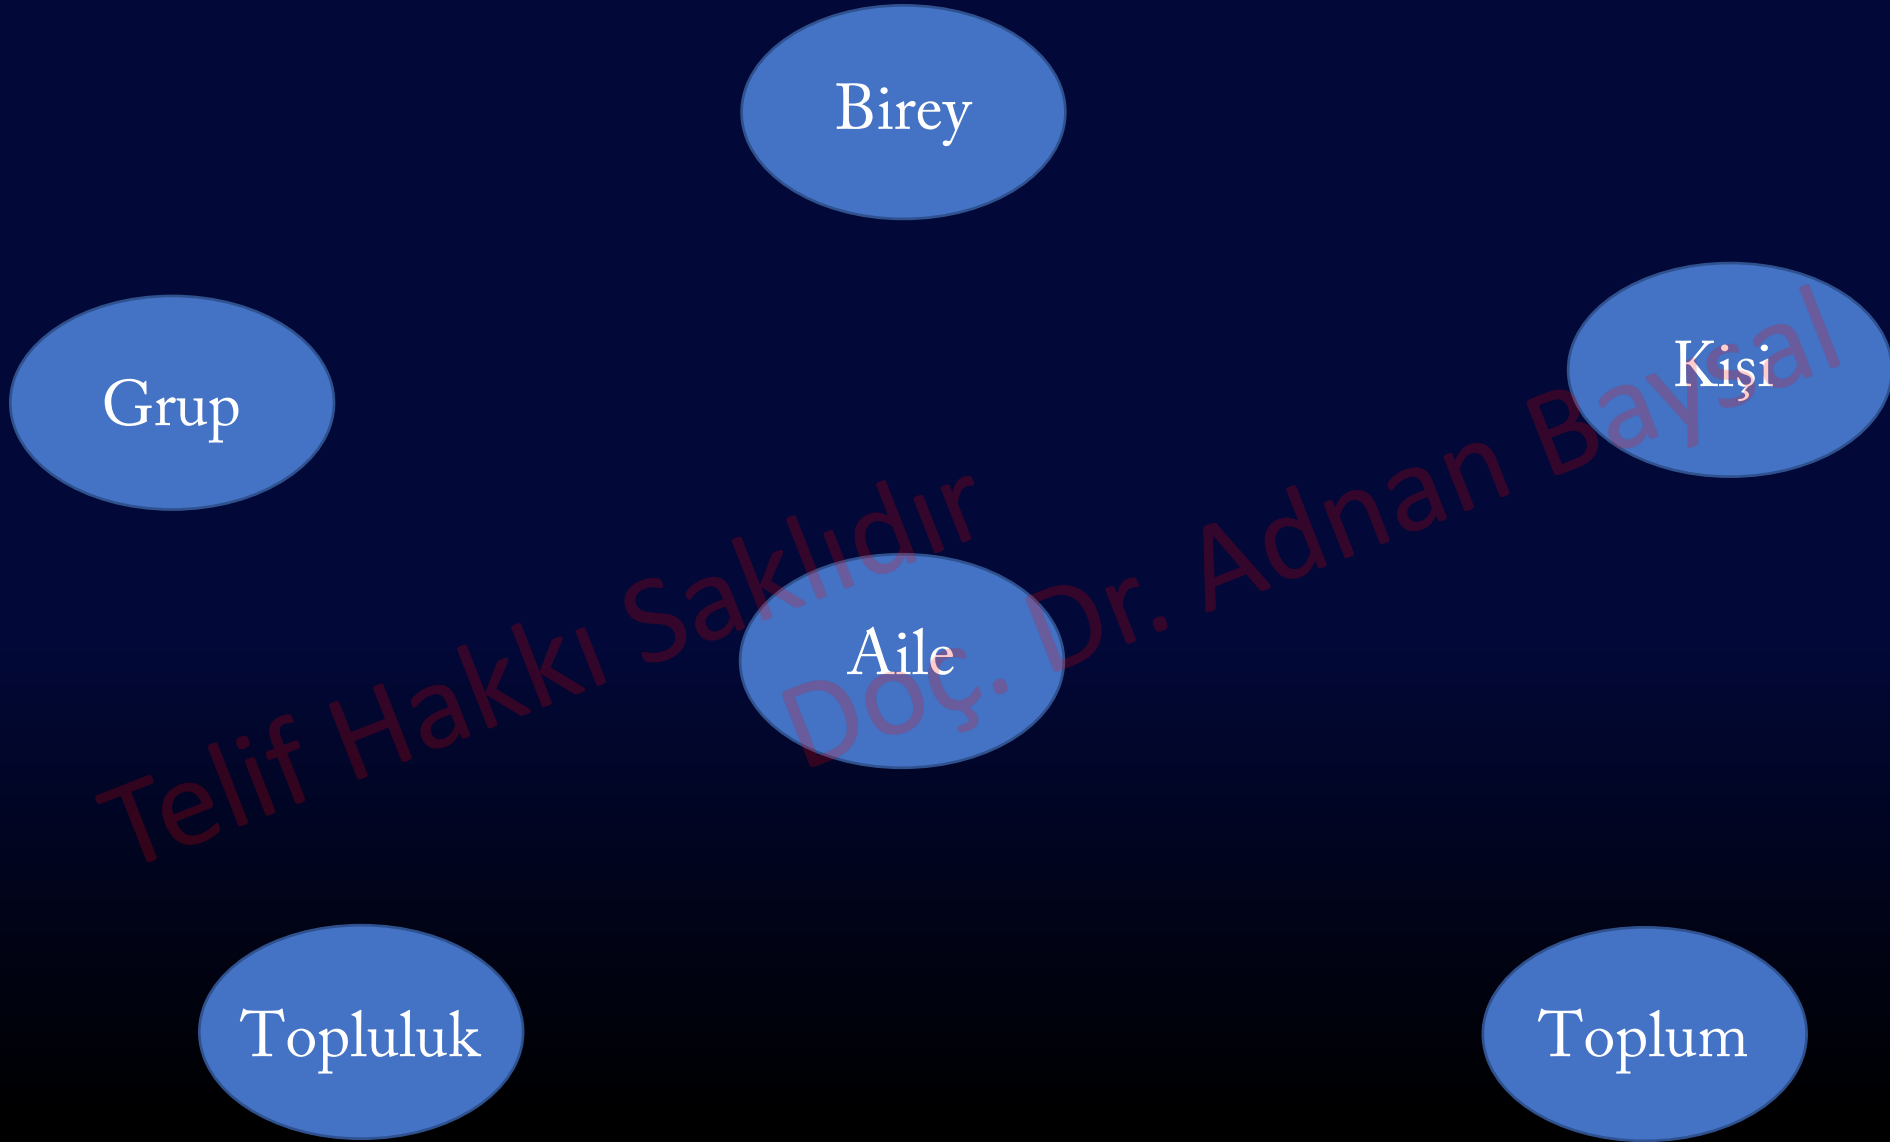 Birey
Grup
Kişi
Aile
Topluluk
Toplum
Telif Hakkı Saklıdır
Doç. Dr. Adnan Baysal